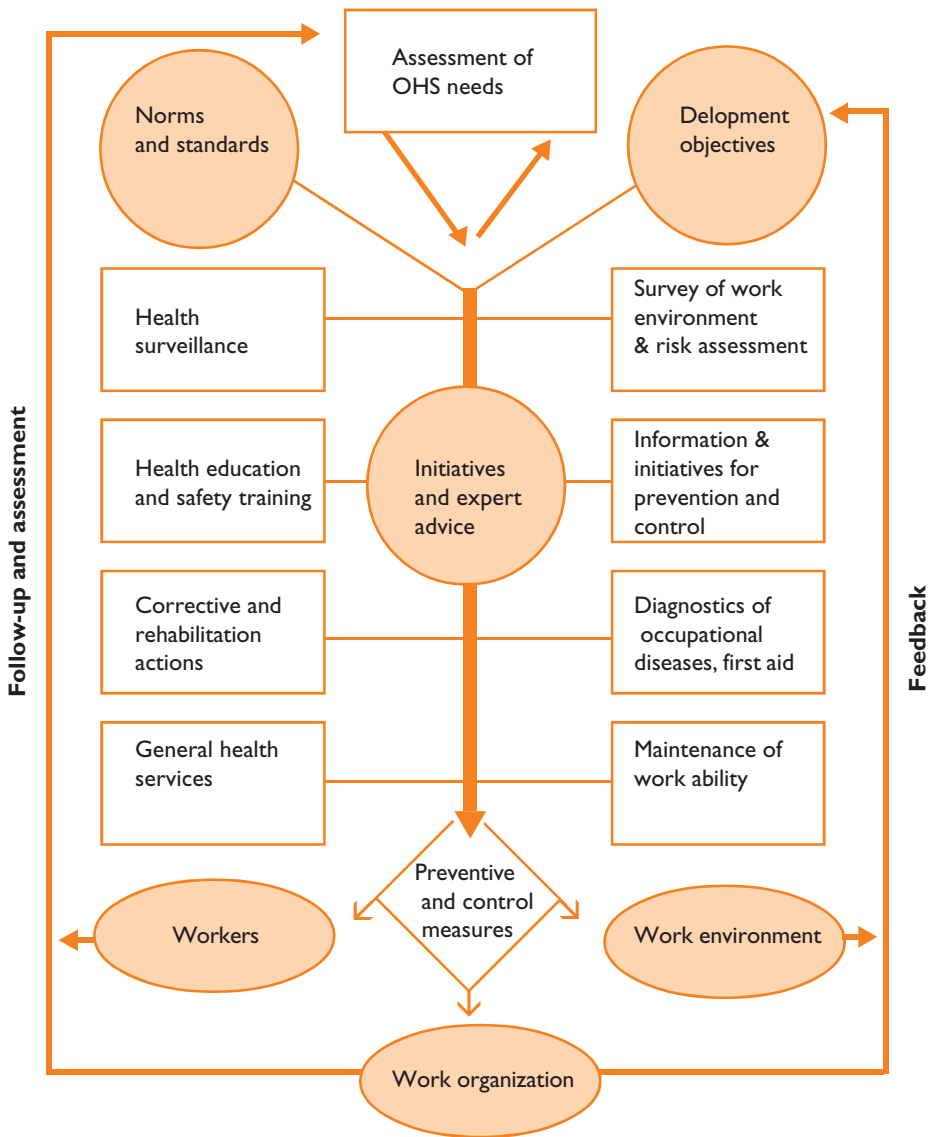 Assessment of
OHS needs
Norms
and standards
Delopment
objectives
Health
surveillance
Survey of work
environment
& risk assessment
Health education
and safety training
Initiatives
and expert
advice
Information &
initiatives for
prevention and
control
Corrective and
rehabilitation
actions
Diagnostics of
occupational
diseases, first aid
General health
services
Maintenance of
work ability
Preventive
and control
measures
Workers
Work environment
Work organization
Follow-up and assessment
Feedback